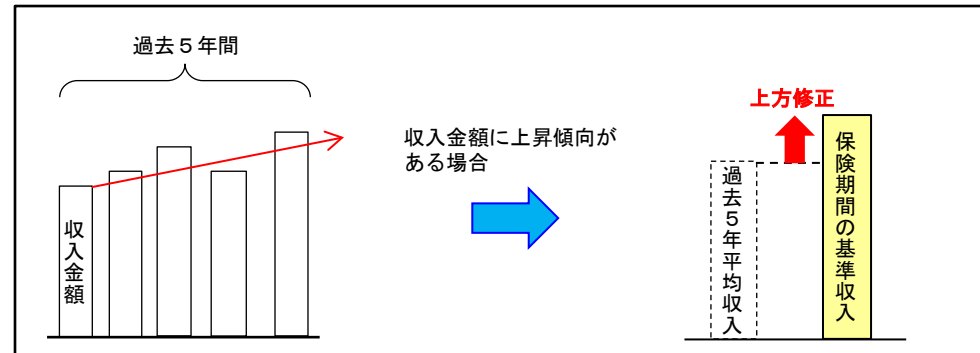 過去５年間
収入金額
収入金額に上昇傾向が
ある場合
上方修正
過去５年平均収入
保険期間の基準収入